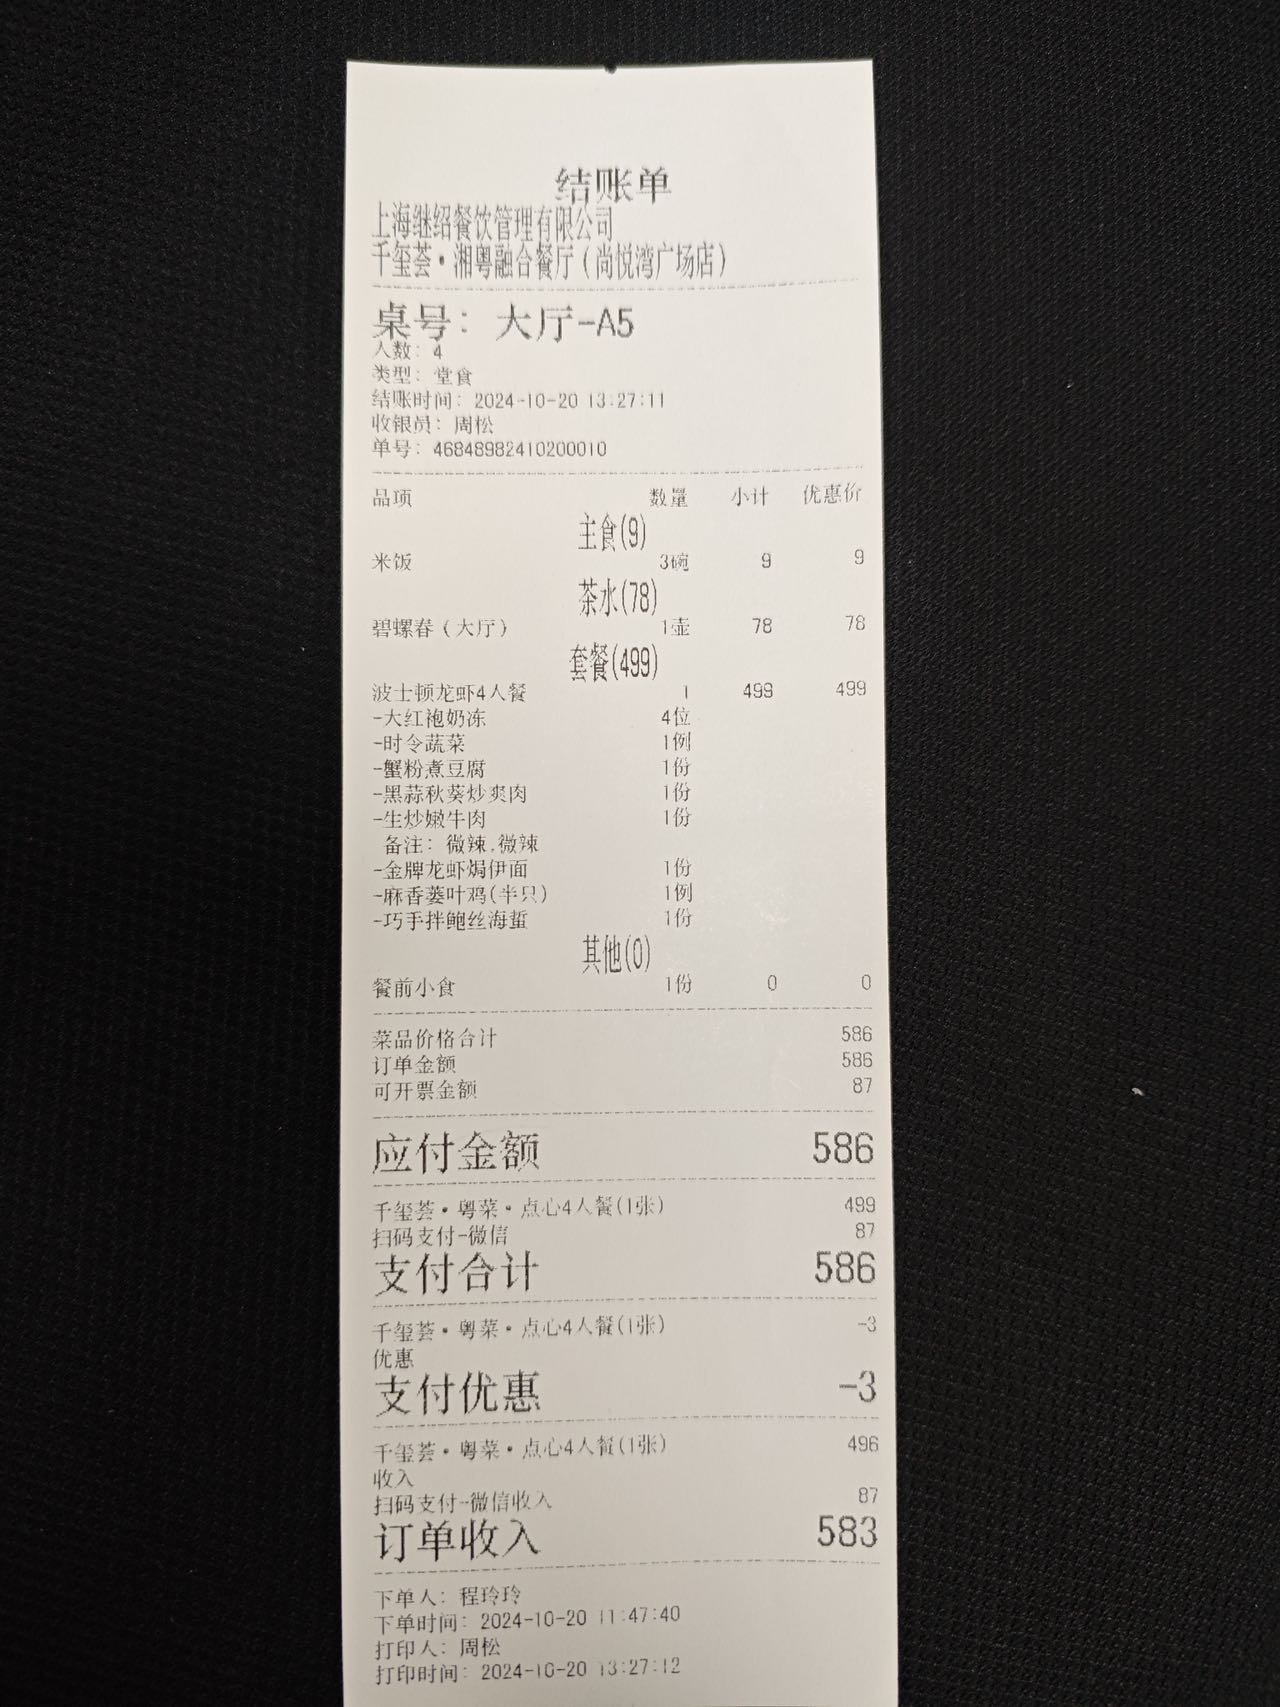 结账单
上海继绍餐饮管理有限公司
千玺荟·湘粤融合餐厅(尚悦湾广场店)
桌号: 大厅-A5
人数: 4
类型: 堂食
结账时间: 2024-10-20 13:27:11
收银员: 周松
单号: 46848982410200010
品项 数量 小计 优惠价
主食(9)
米饭 3碗 9 9
茶水(78)
碧螺春(大厅) 1壶 78 78
套餐(499)
波士顿龙虾4人餐 1 499 499
-大红袍奶冻 4位
-时令蔬菜 1例
-蟹粉煮豆腐 1份
-黑蒜秋葵炒爽肉 1份
-生炒嫩牛肉 1份
备注: 微辣,微辣
-金牌龙虾焗伊面 1份
-麻香蒌叶鸡(半只) 1例
-巧手拌鲍丝海蜇 1份
其他(0)
餐前小食 1份 0 0
菜品价格合计 586
订单金额 586
可开票金额 87
应付金额 586
千玺荟·粤菜·点心4人餐(1张) 499
扫码支付-微信 87
支付合计 586
千玺荟·粤菜·点心4人餐(1张) -3
优惠
支付优惠 -3
千玺荟·粤菜·点心4人餐(1张) 496
收入
扫码支付-微信收入 87
订单收入 583
下单人: 程玲玲
下单时间: 2024-10-20 11:47:40
打印人: 周松
打印时间: 2024-10-20 13:27:12